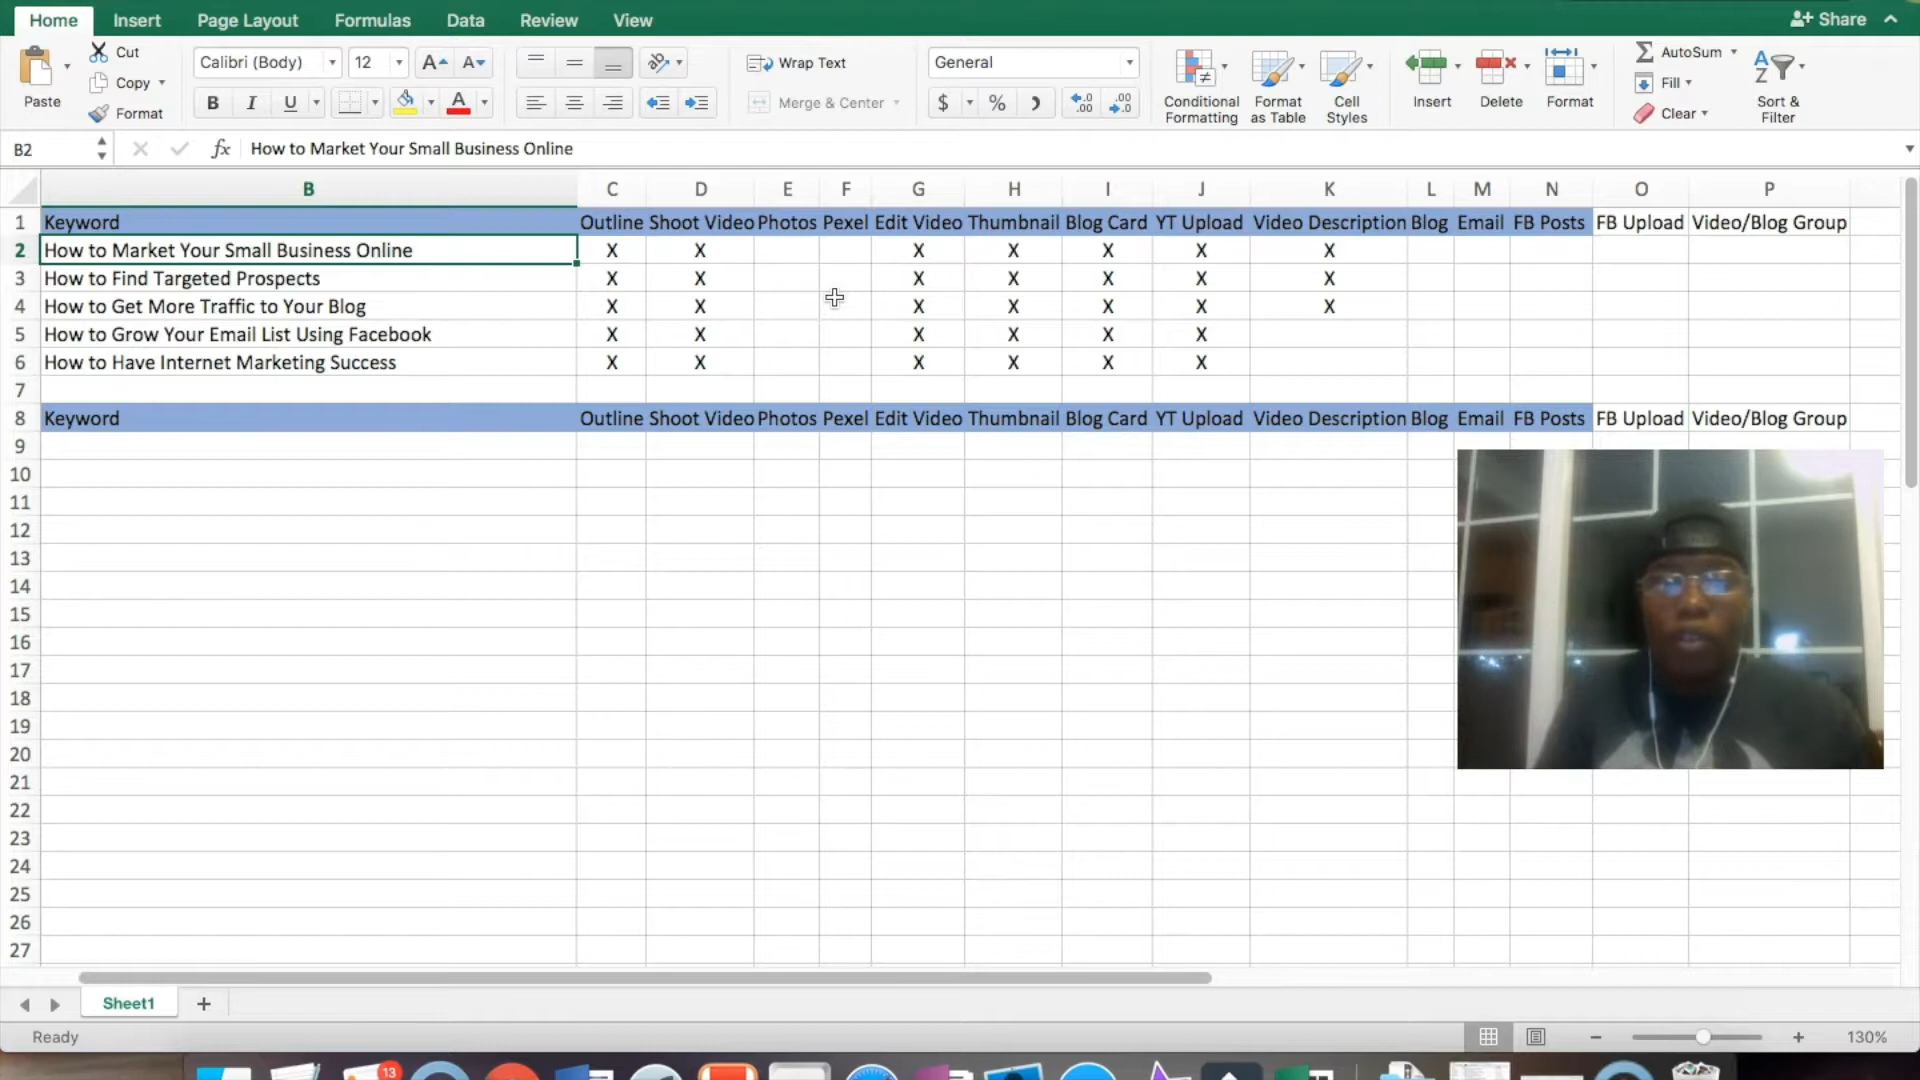 Home Insert Page Layout Formulas Data Review View Share
Cut Calibri (Body) 12 A A Wrap Text General AutoSum
Copy Fill
Paste Format B I U A Merge & Center $ % .0 .00 .00 .0 Conditional Formatting Format as Table Cell Styles Insert Delete Format Clear Sort & Filter
B2 fx How to Market Your Small Business Online
B C D E F G H I J K L M N O P
1 Keyword Outline Shoot Video Photos Pexel Edit Video Thumbnail Blog Card YT Upload Video Description Blog Email FB Posts FB Upload Video/Blog Group
2 How to Market Your Small Business Online X X X X X X X
3 How to Find Targeted Prospects X X X X X X X
4 How to Get More Traffic to Your Blog X X X X X X X
5 How to Grow Your Email List Using Facebook X X X X X X
6 How to Have Internet Marketing Success X X X X X X
7
8 Keyword Outline Shoot Video Photos Pexel Edit Video Thumbnail Blog Card YT Upload Video Description Blog Email FB Posts FB Upload Video/Blog Group
9
10
11
12
13
14
15
16
17
18
19
20
21
22
23
24
25
26
27
Sheet1 +
Ready 130%
13